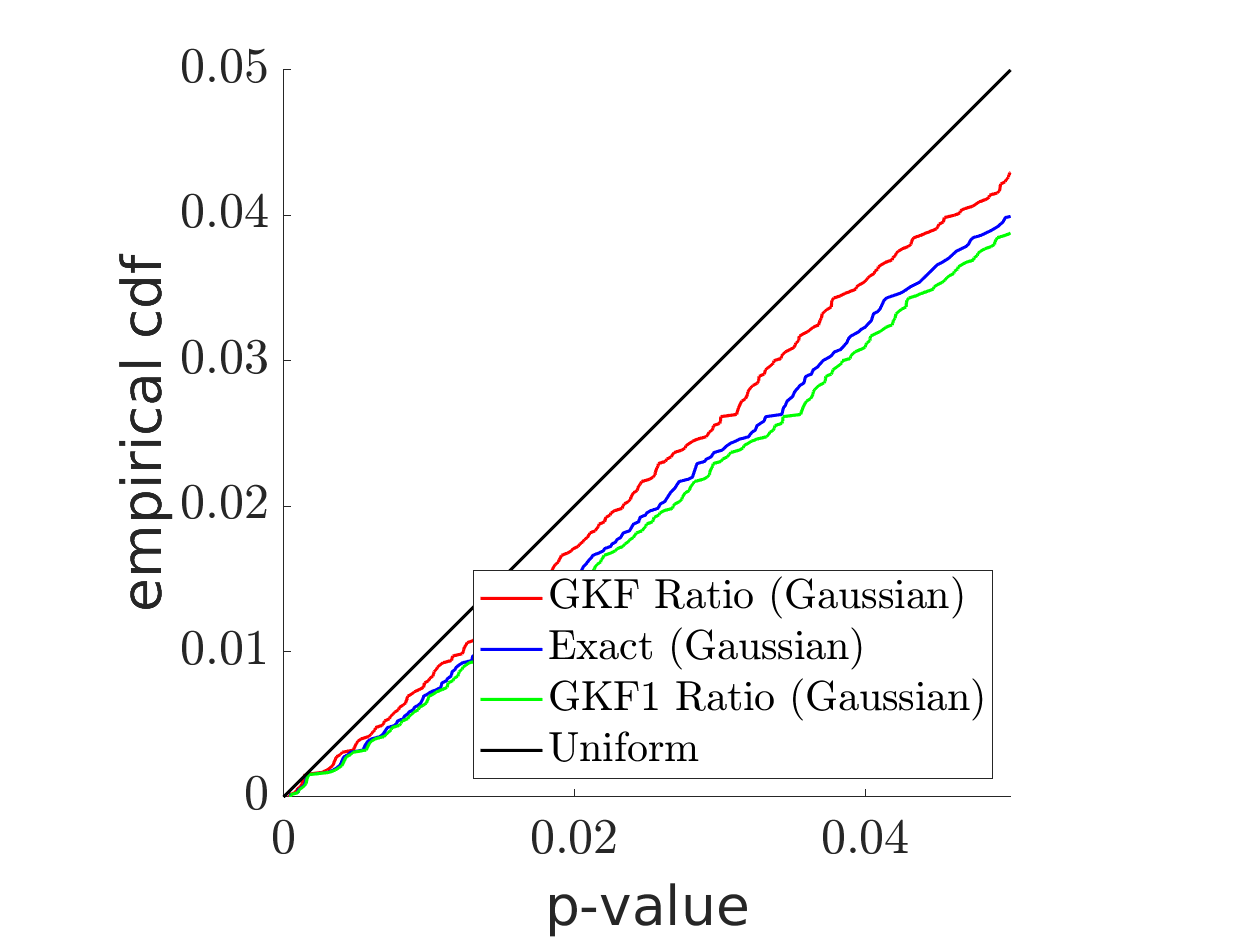 0.05
0.04
0.03
0.02
0.01
0
empirical cdf
GKF Ratio (Gaussian)
Exact (Gaussian)
GKF1 Ratio (Gaussian)
Uniform
0 0.02 0.04
p-value